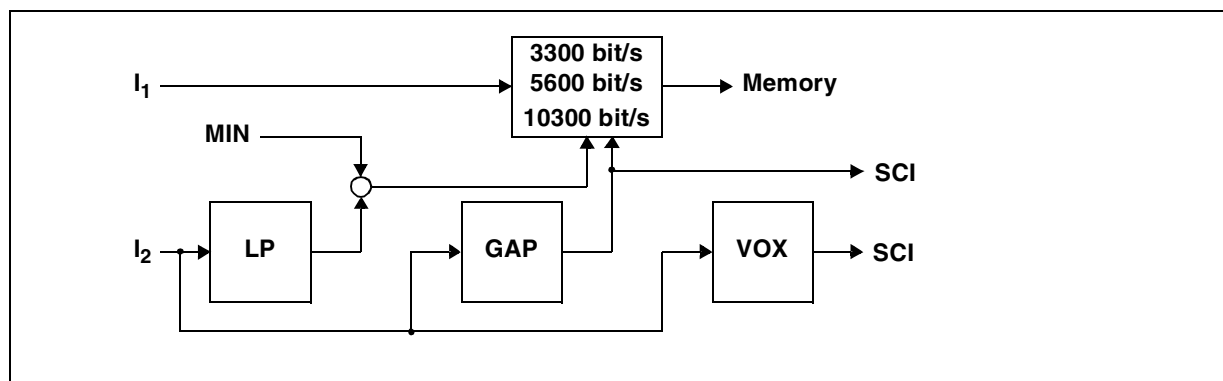 3300 bit/s
5600 bit/s
10300 bit/s
I1
Memory
MIN
SCI
I2
LP
GAP
VOX
SCI